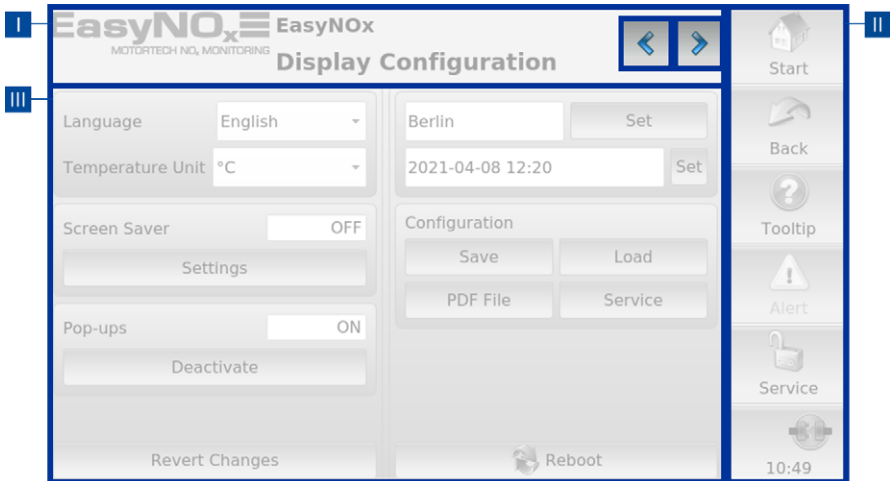 I
EasyNOx
MOTORTECH NOx MONITORING
EasyNOx
Display Configuration
II
Start
III
Language
English
Berlin
Set
Back
Temperature Unit
°C
2021-04-08 12:20
Set
Tooltip
Screen Saver
OFF
Configuration
Settings
Save
Load
PDF File
Service
Alert
Pop-ups
ON
Deactivate
Service
Revert Changes
Reboot
10:49